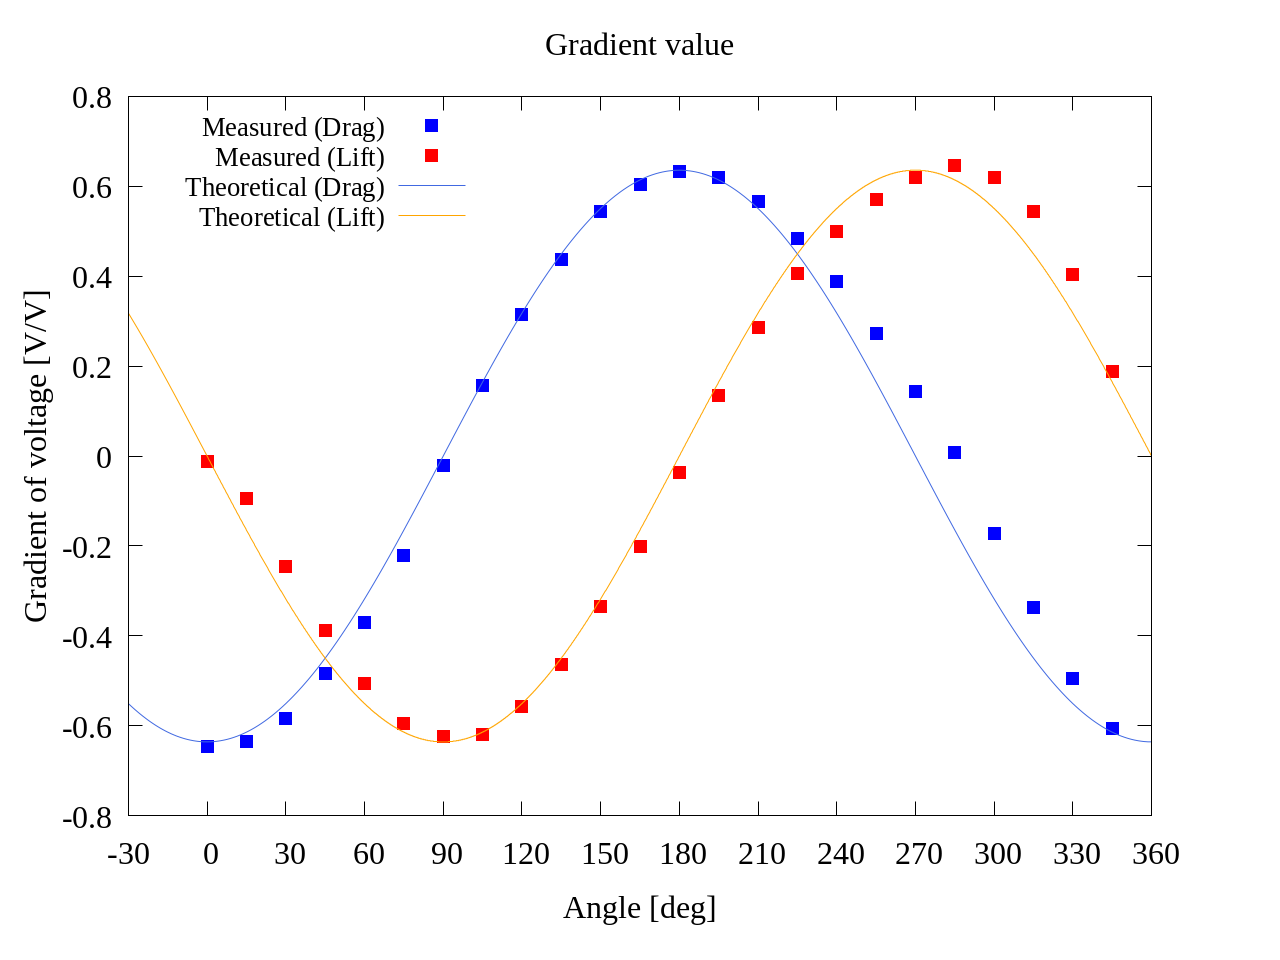 Gradient value
Measured (Drag)
Measured (Lift)
Theoretical (Drag)
Theoretical (Lift)
0.8
0.6
0.4
0.2
0
-0.2
-0.4
-0.6
-0.8
Gradient of voltage [V/V]
-30 0 30 60 90 120 150 180 210 240 270 300 330 360
Angle [deg]